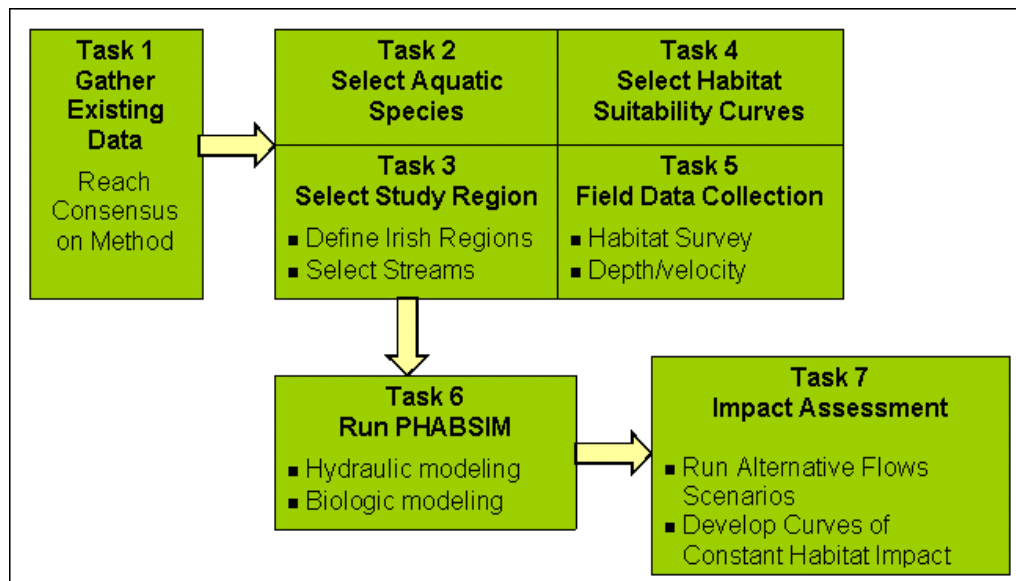 Task 1
Gather
Existing
Data
Reach
Consensus
on Method
Task 2
Select Aquatic
Species
Task 4
Select Habitat
Suitability Curves
Task 3
Select Study Region
■ Define Irish Regions
■ Select Streams
Task 5
Field Data Collection
■ Habitat Survey
■ Depth/velocity
Task 6
Run PHABSIM
■ Hydraulic modeling
■ Biologic modeling
Task 7
Impact Assessment
■ Run Alternative Flows
Scenarios
■ Develop Curves of
Constant Habitat Impact